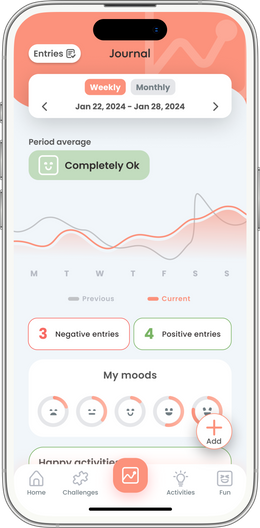 Entries
Journal
Weekly Monthly
Jan 22, 2024 - Jan 28, 2024
Period average
Completely Ok
M T W T F S S
Previous Current
3 Negative entries 4 Positive entries
My moods
Add
Happy activities
Home Challenges Activities Fun